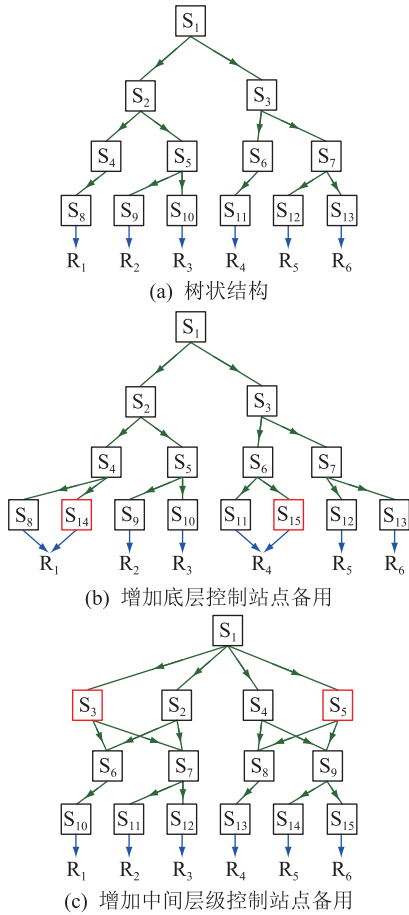 S1
S2 S3
S4 S5 S6 S7
S8 S9 S10 S11 S12 S13
R1 R2 R3 R4 R5 R6
(a) 树状结构
S1
S2 S3
S4 S5 S6 S7
S8 S14 S9 S10 S11 S15 S12 S13
R1 R2 R3 R4 R5 R6
(b) 增加底层控制站点备用
S1
S3 S2 S4 S5
S6 S7 S8 S9
S10 S11 S12 S13 S14 S15
R1 R2 R3 R4 R5 R6
(c) 增加中间层级控制站点备用